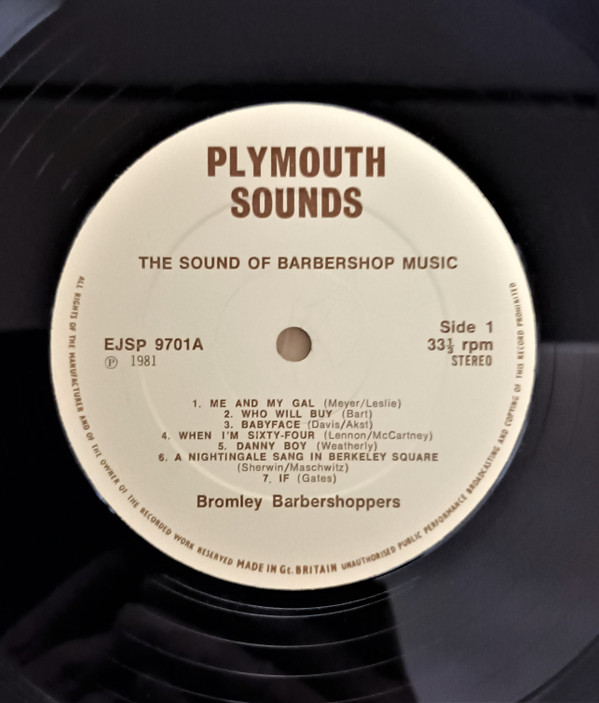 PLYMOUTH
SOUNDS
THE SOUND OF BARBERSHOP MUSIC
EJSP 9701A
Ⓟ 1981
Side 1
33⅓ rpm
STEREO
1. ME AND MY GAL (Meyer/Leslie)
2. WHO WILL BUY (Bart)
3. BABYFACE (Davis/Akst)
4. WHEN I'M SIXTY-FOUR (Lennon/McCartney)
5. DANNY BOY (Weatherly)
6. A NIGHTINGALE SANG IN BERKELEY SQUARE
(Sherwin/Maschwitz)
7. IF (Gates)
Bromley Barbershoppers
ALL RIGHTS OF THE MANUFACTURER AND OF THE OWNER OF THE RECORDED WORK RESERVED MADE IN Gt. BRITAIN UNAUTHORISED PUBLIC PERFORMANCE BROADCASTING AND COPYING OF THIS RECORD PROHIBITED